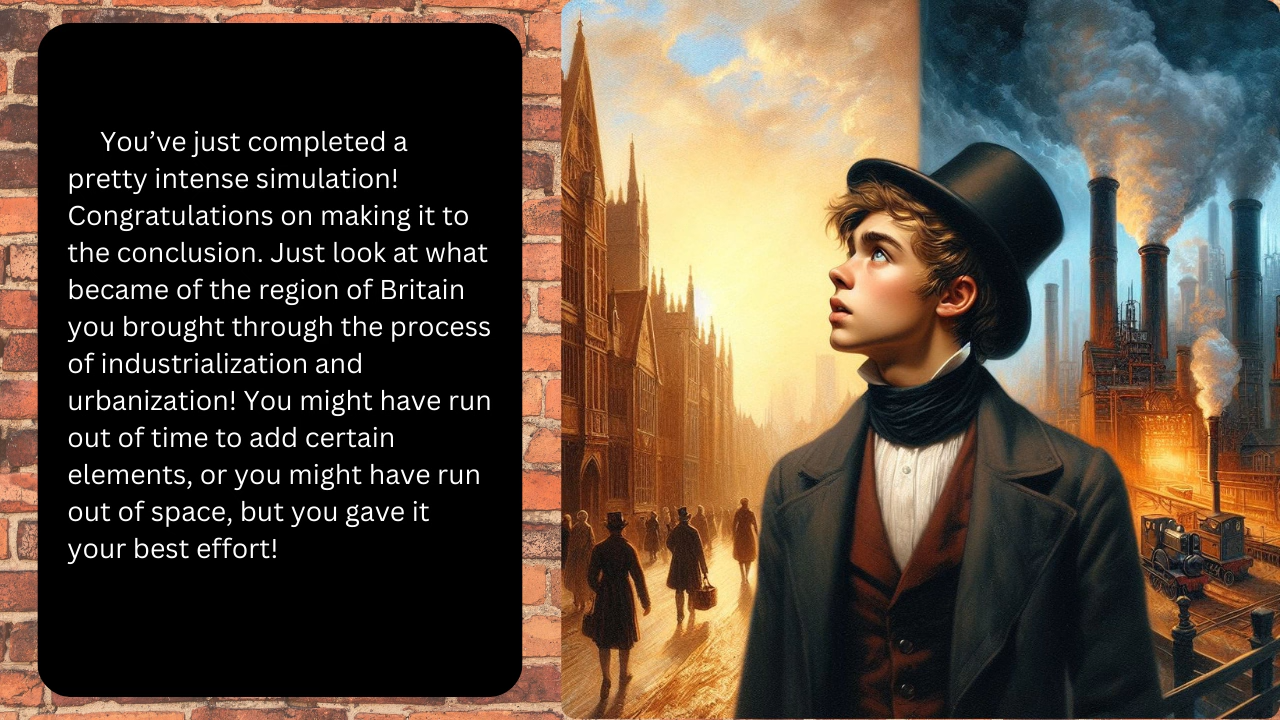 You’ve just completed a
pretty intense simulation!
Congratulations on making it to
the conclusion. Just look at what
became of the region of Britain
you brought through the process
of industrialization and
urbanization! You might have run
out of time to add certain
elements, or you might have run
out of space, but you gave it
your best effort!